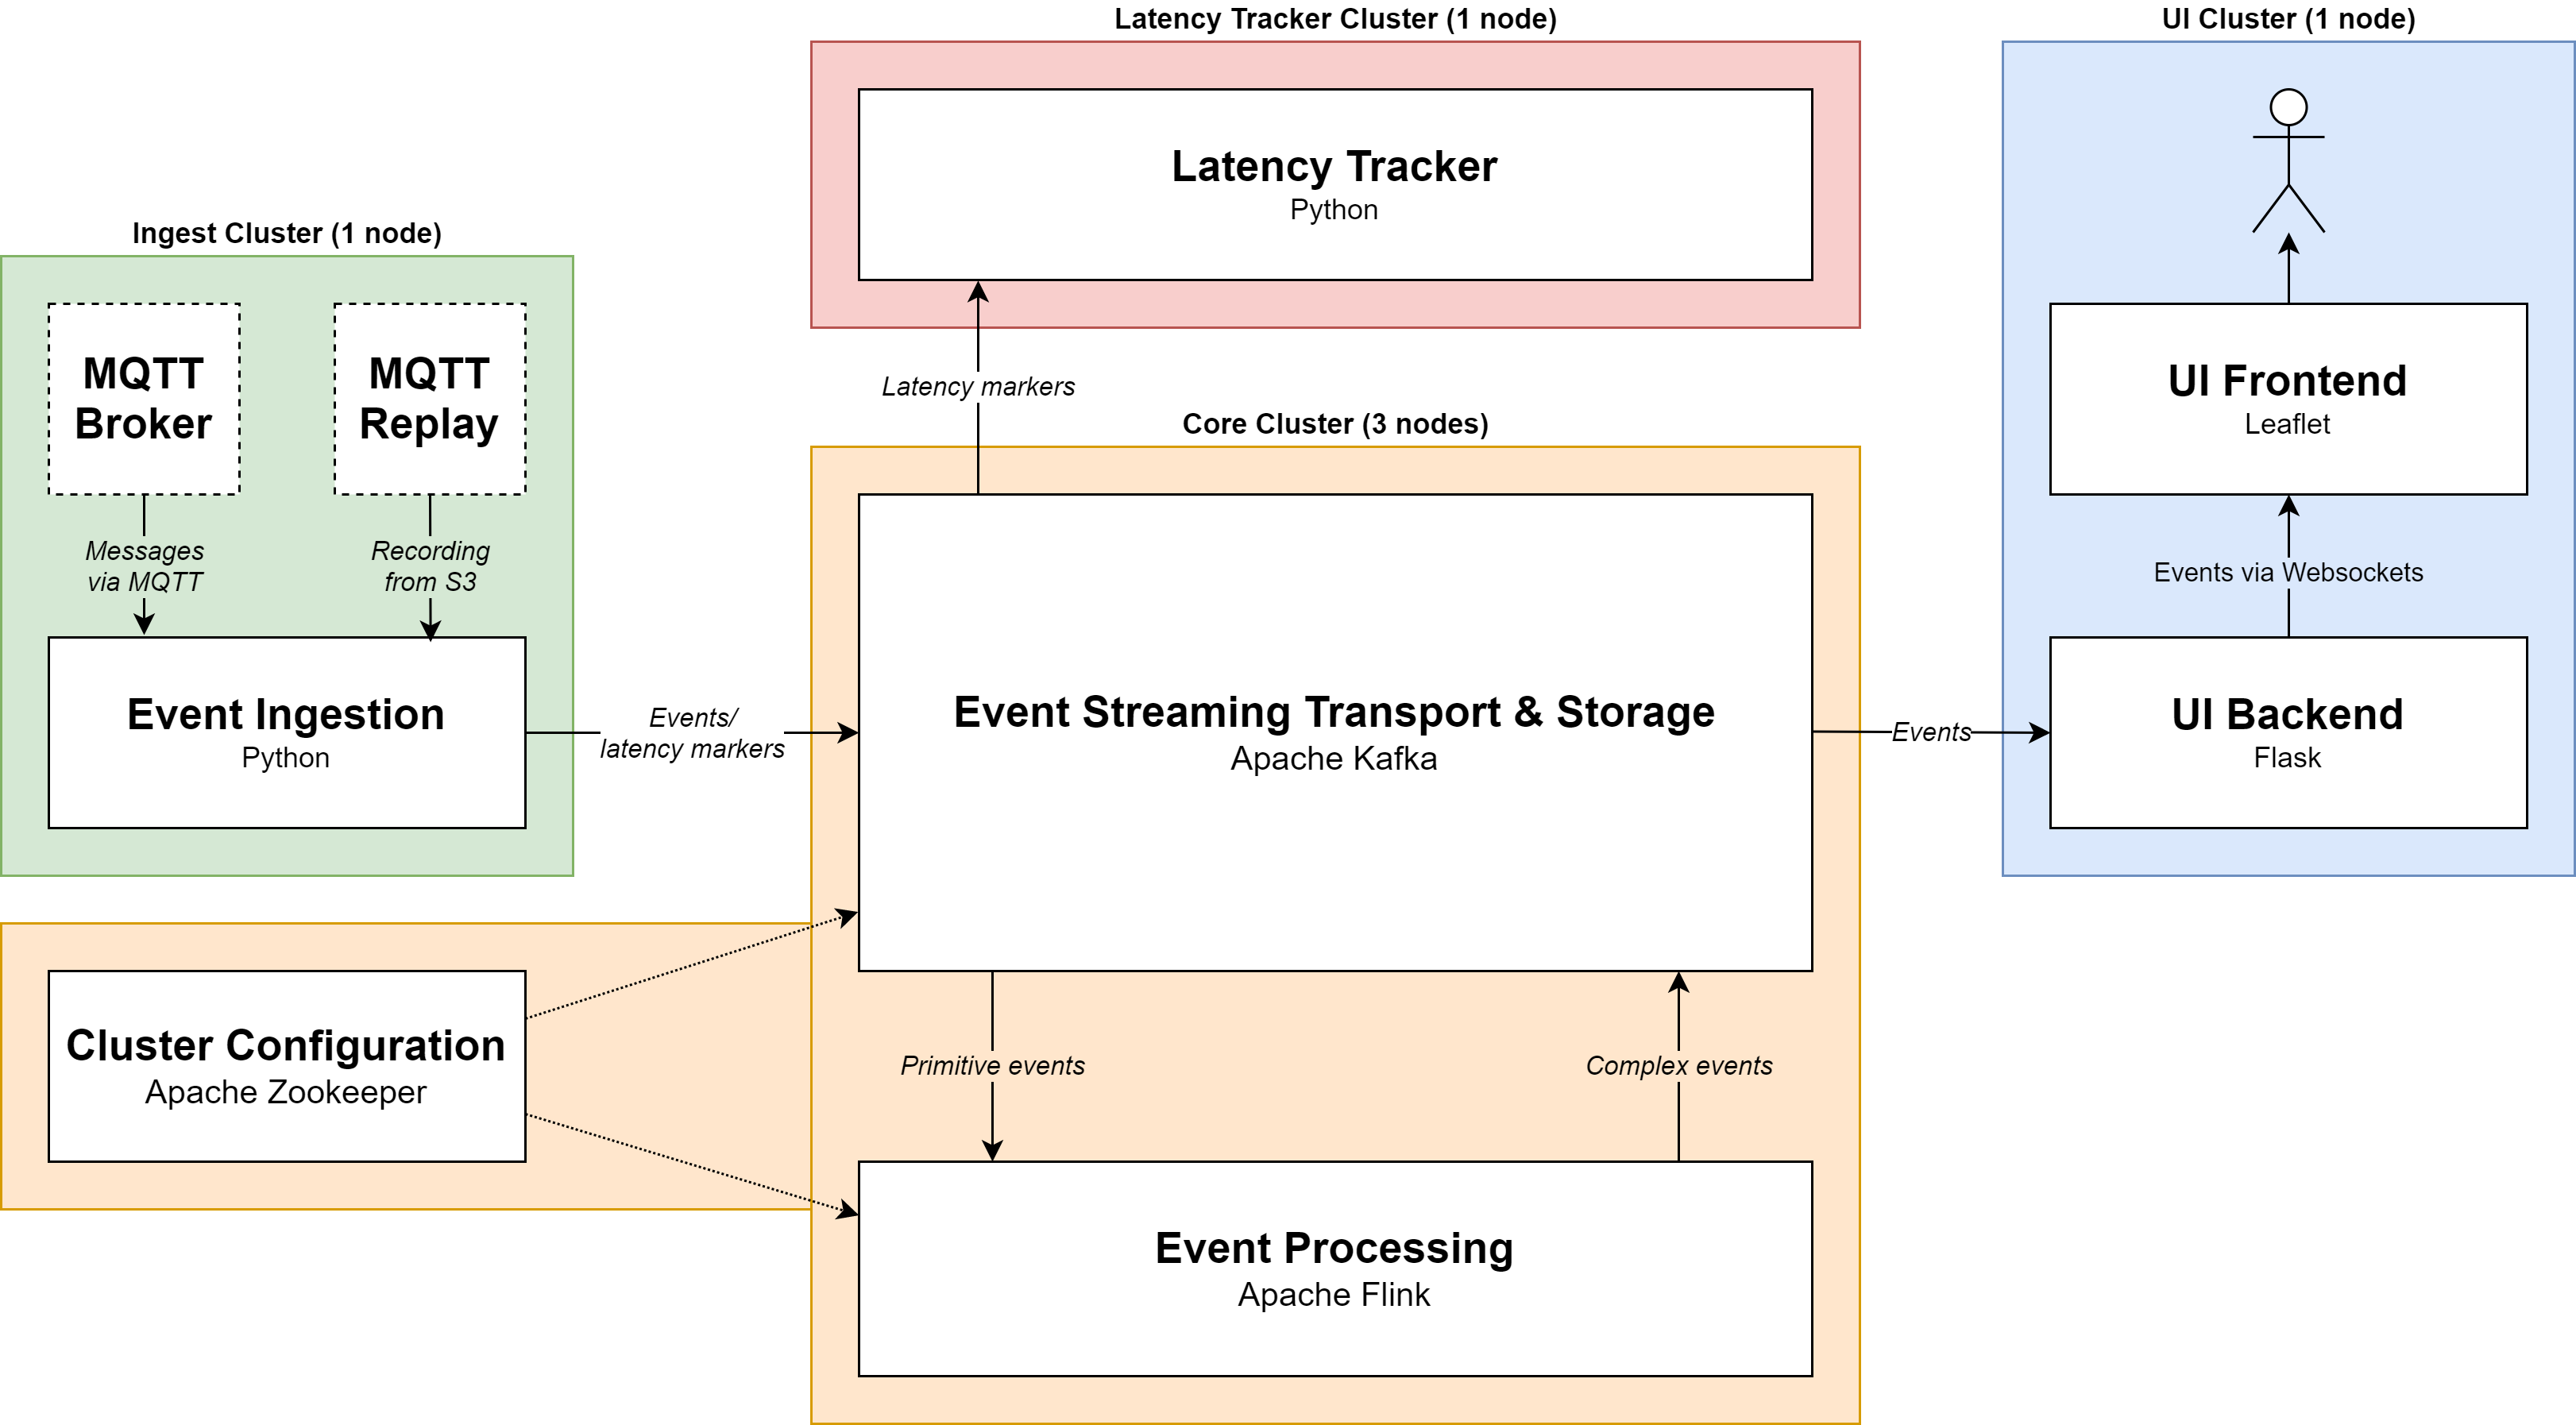 Latency Tracker Cluster (1 node)
UI Cluster (1 node)
Latency Tracker
Python
Ingest Cluster (1 node)
MQTT
Broker
MQTT
Replay
Messages
via MQTT
Recording
from S3
Event Ingestion
Python
Events/
latency markers
Latency markers
Core Cluster (3 nodes)
Event Streaming Transport & Storage
Apache Kafka
Events
UI Frontend
Leaflet
Events via Websockets
UI Backend
Flask
Cluster Configuration
Apache Zookeeper
Primitive events
Complex events
Event Processing
Apache Flink